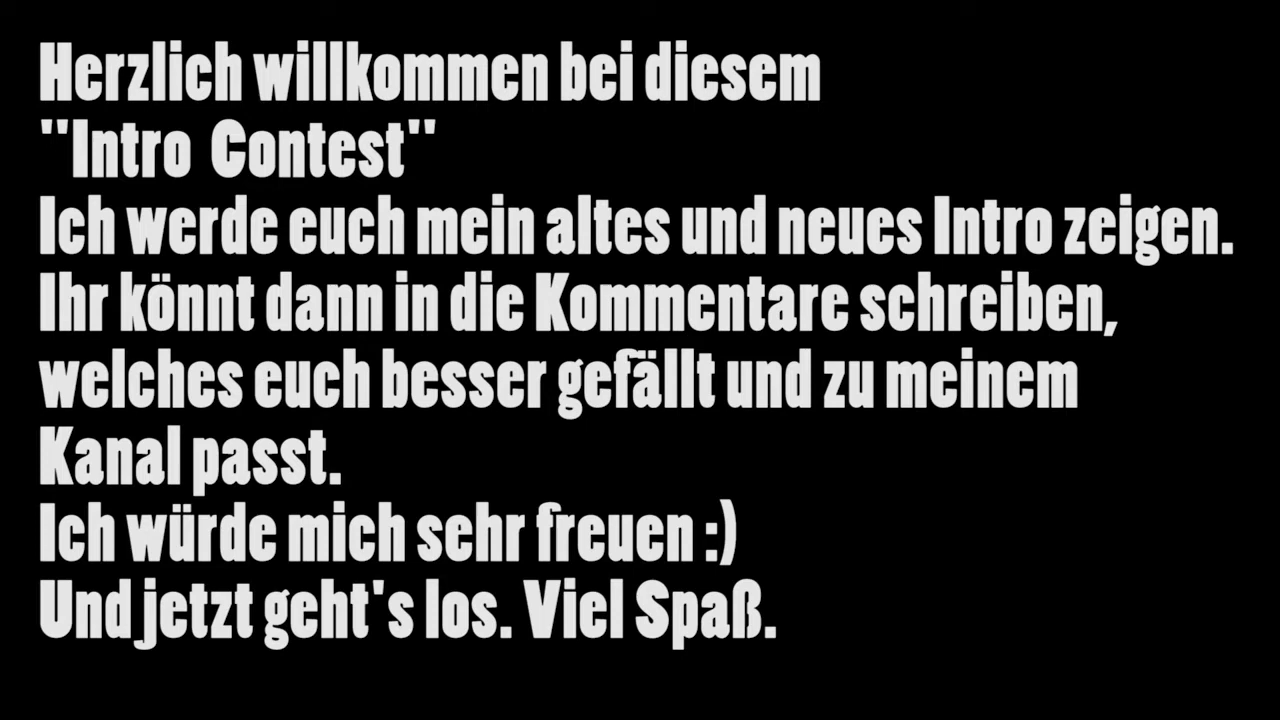 Herzlich willkommen bei diesem
"Intro Contest"
Ich werde euch mein altes und neues Intro zeigen.
Ihr könnt dann in die Kommentare schreiben,
welches euch besser gefällt und zu meinem
Kanal passt.
Ich würde mich sehr freuen :)
Und jetzt geht's los. Viel Spaß.